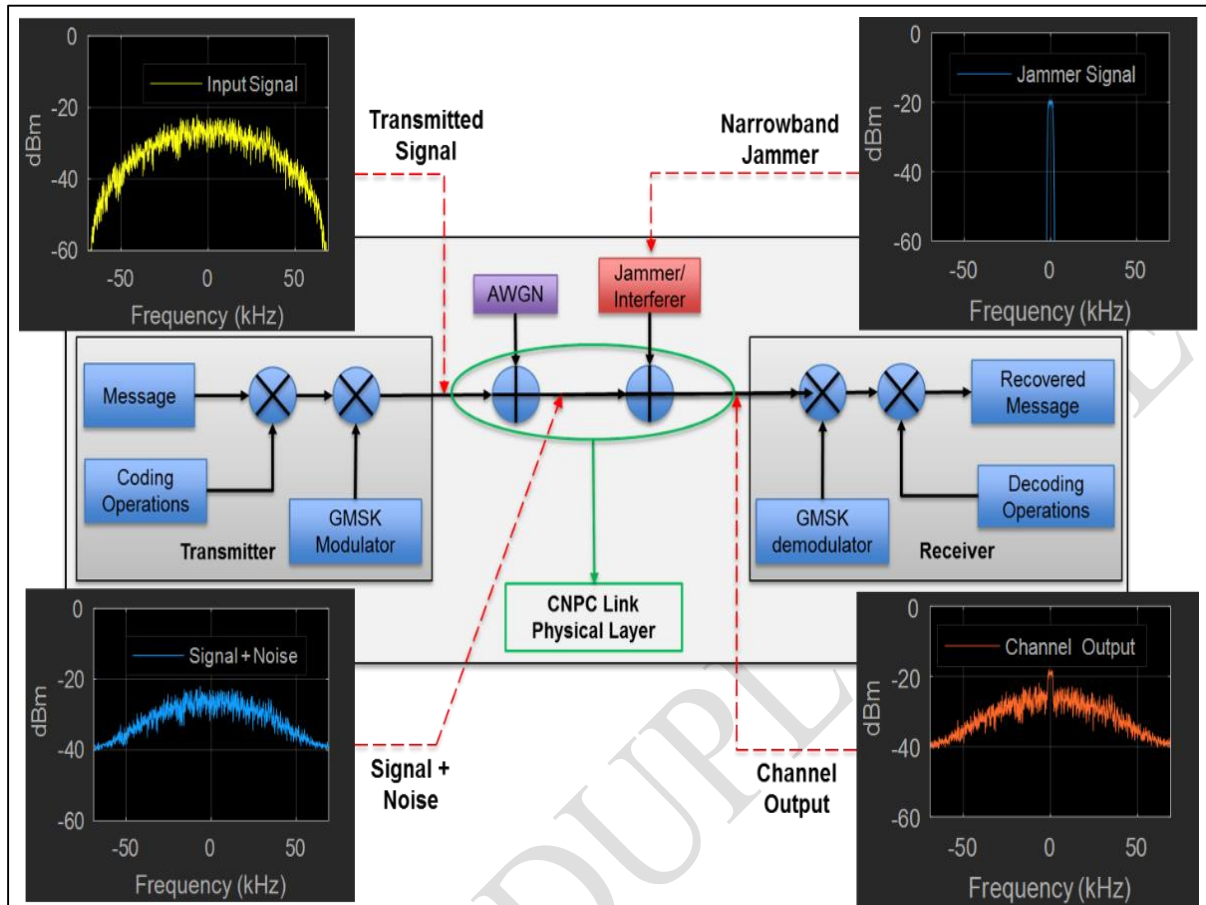 0
-20
-40
-60
dBm
Input Signal
-50
0
50
Frequency (kHz)
Transmitted
Signal
Narrowband
Jammer
0
-20
-40
-60
dBm
Jammer Signal
-50
0
50
Frequency (kHz)
AWGN
Jammer/
Interferer
Message
Coding
Operations
GMSK
Modulator
Transmitter
Recovered
Message
Decoding
Operations
GMSK
demodulator
Receiver
CNPC Link
Physical Layer
0
-20
-40
-60
dBm
Signal + Noise
-50
0
50
Frequency (kHz)
Signal +
Noise
Channel
Output
0
-20
-40
-60
dBm
Channel Output
-50
0
50
Frequency (kHz)
DUPL
E